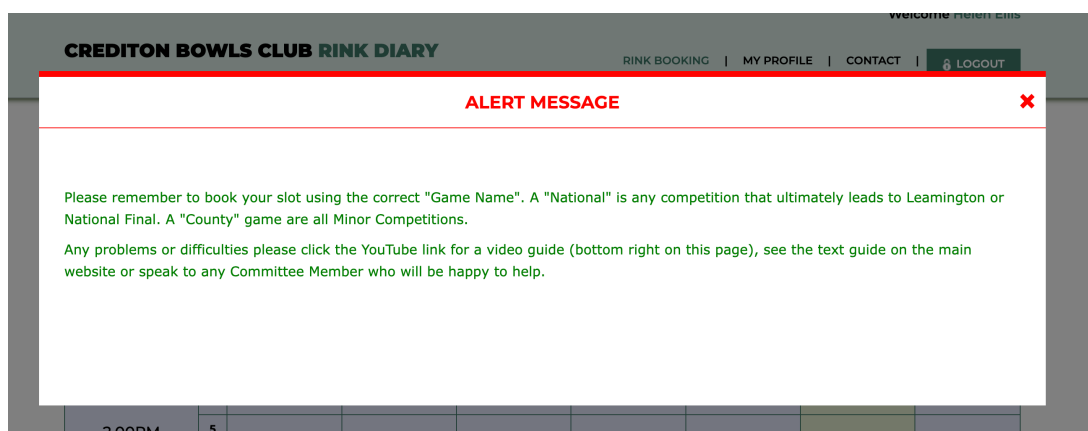 Welcome Helen Ellis
CREDITON BOWLS CLUB RINK DIARY
RINK BOOKING | MY PROFILE | CONTACT | LOGOUT
ALERT MESSAGE
Please remember to book your slot using the correct "Game Name". A "National" is any competition that ultimately leads to Leamington or
National Final. A "County" game are all Minor Competitions.
Any problems or difficulties please click the YouTube link for a video guide (bottom right on this page), see the text guide on the main
website or speak to any Committee Member who will be happy to help.
2.00PM 5